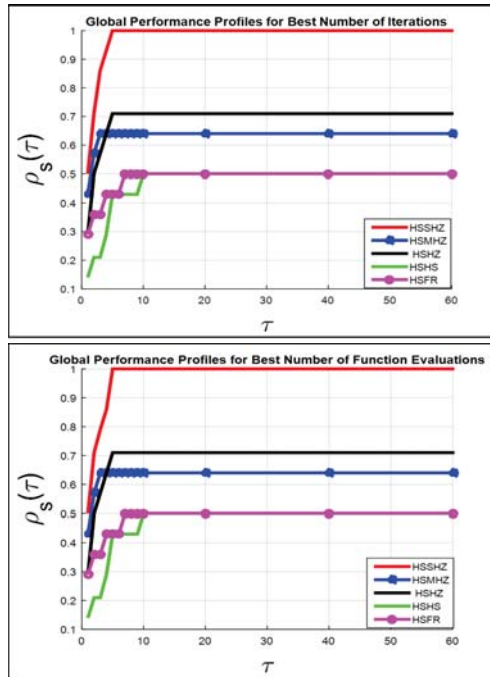 Global Performance Profiles for Best Number of Iterations
1
0.9
0.8
0.7
0.6
0.5
0.4
0.3
0.2
0.1
ρS(τ)
0 10 20 30 40 50 60
τ
HSSHZ
HSMHZ
HSHZ
HSHS
HSFR
Global Performance Profiles for Best Number of Function Evaluations
1
0.9
0.8
0.7
0.6
0.5
0.4
0.3
0.2
0.1
ρS(τ)
0 10 20 30 40 50 60
τ
HSSHZ
HSMHZ
HSHZ
HSHS
HSFR